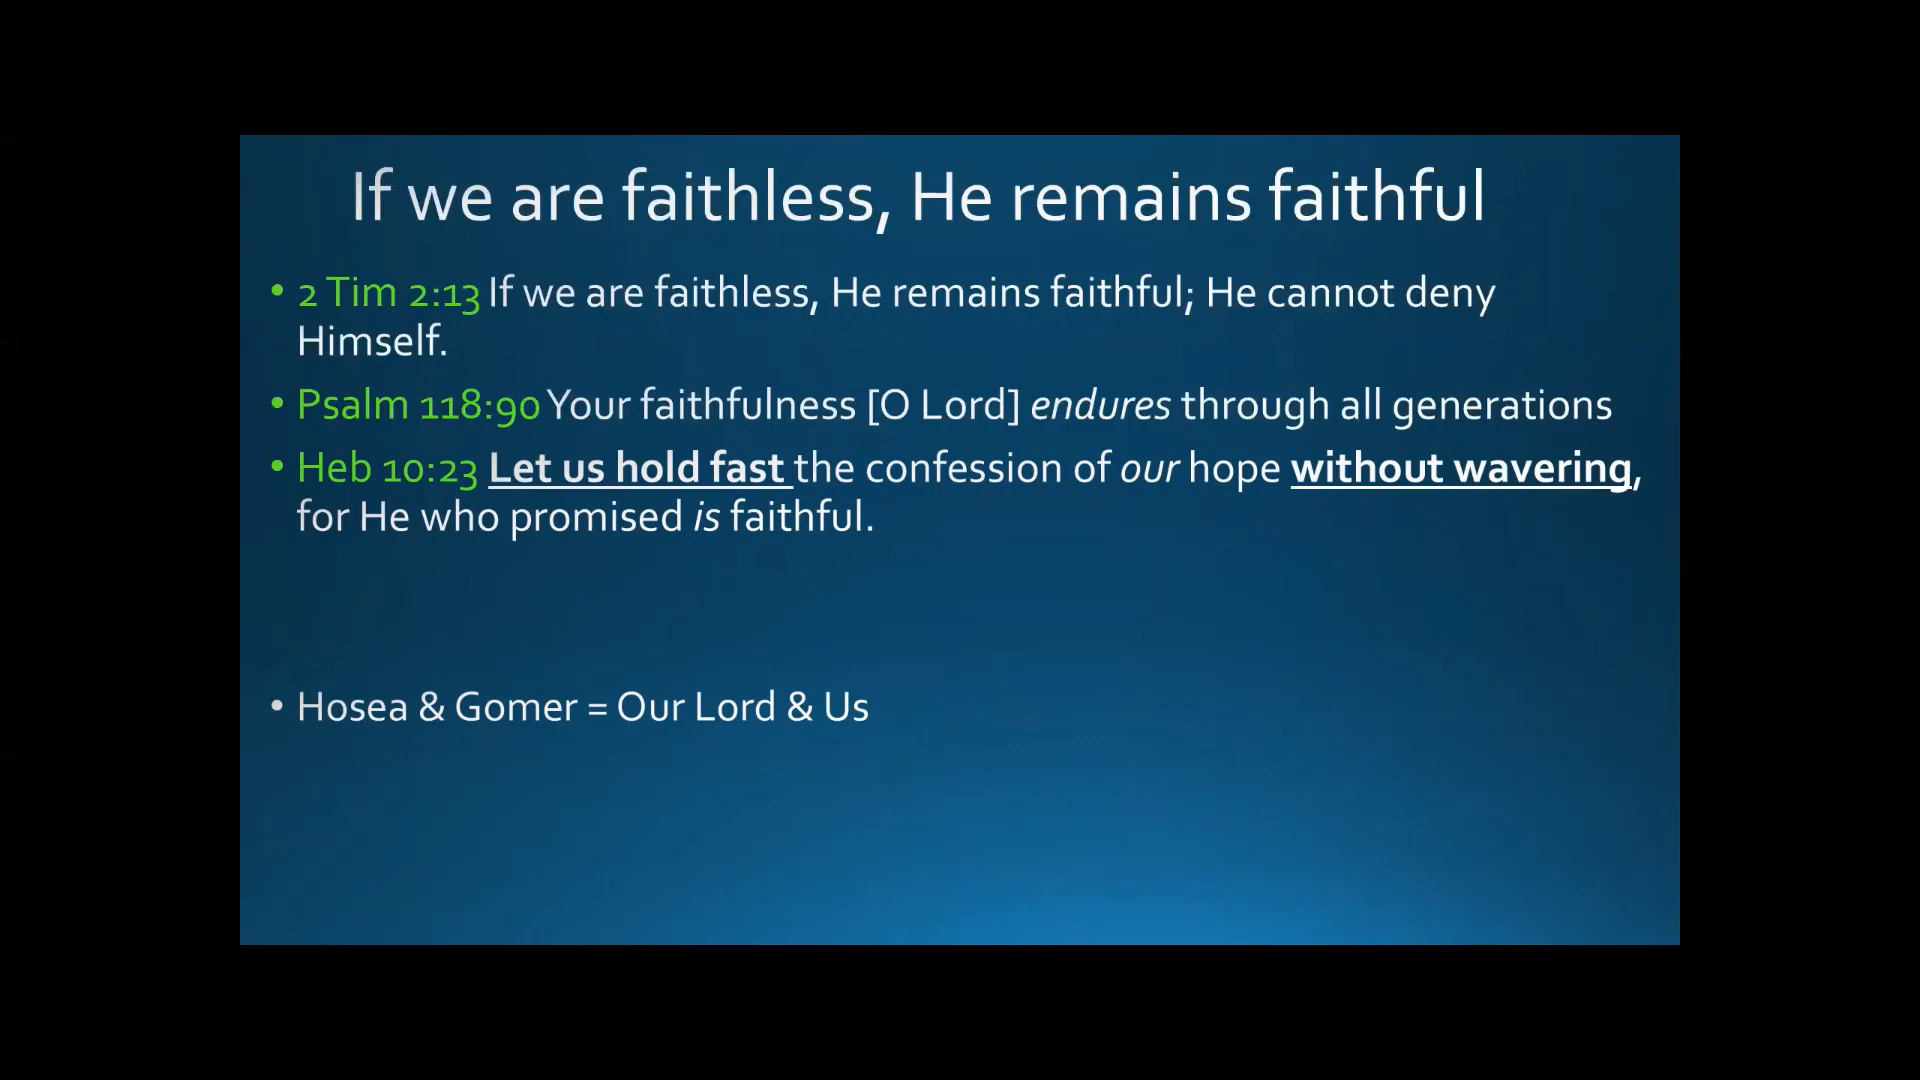 If we are faithless, He remains faithful
• 2 Tim 2:13 If we are faithless, He remains faithful; He cannot deny
Himself.
• Psalm 118:90 Your faithfulness [O Lord] endures through all generations
• Heb 10:23 Let us hold fast the confession of our hope without wavering,
for He who promised is faithful.
• Hosea & Gomer = Our Lord & Us